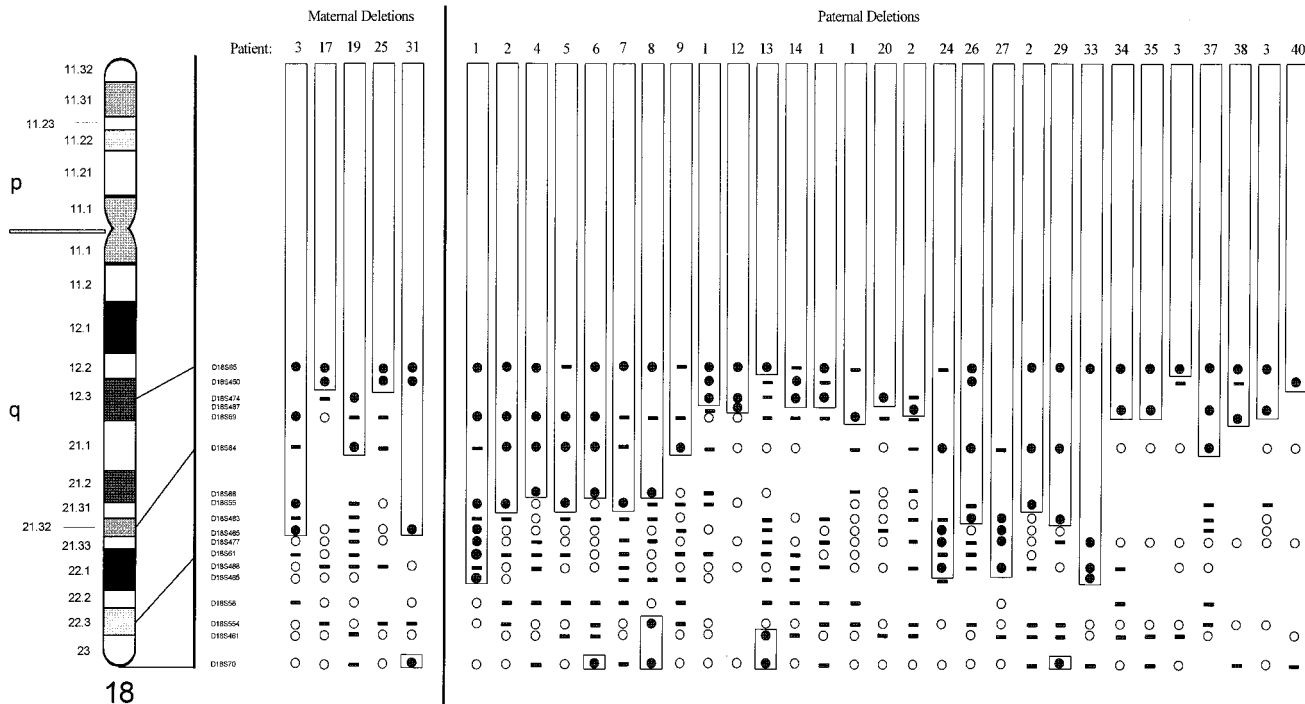 Maternal Deletions Paternal Deletions
Patient: 3 17 19 25 31 1 2 4 5 6 7 8 9 1 12 13 14 1 1 20 2 24 26 27 2 29 33 34 35 3 37 38 3 40
11.32
11.31
11.23
11.22
11.21
p
11.1
11.1
11.2
12.1
12.2
12.3
q
21.1
21.2
21.31
21.32
21.33
22.1
22.2
22.3
23
18
D18S65
D18S450
D18S474
D18S487
D18S69
D18S64
D18S68
D18S55
D18S483
D18S465
D18S477
D18S61
D18S488
D18S485
D18S58
D18S554
D18S461
D18S70